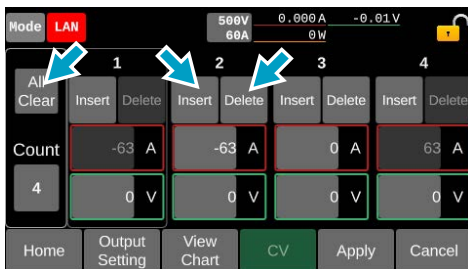 Mode LAN 500V 0.000 A -0.01V
60A 0W
1 2 3 4
All
Clear
Insert Delete Insert Delete Insert Delete Insert Delete
Count
-63 A -63 A 0 A 63 A
4
0 V 0 V 0 V 0 V
Home Output
Setting View
Chart CV Apply Cancel